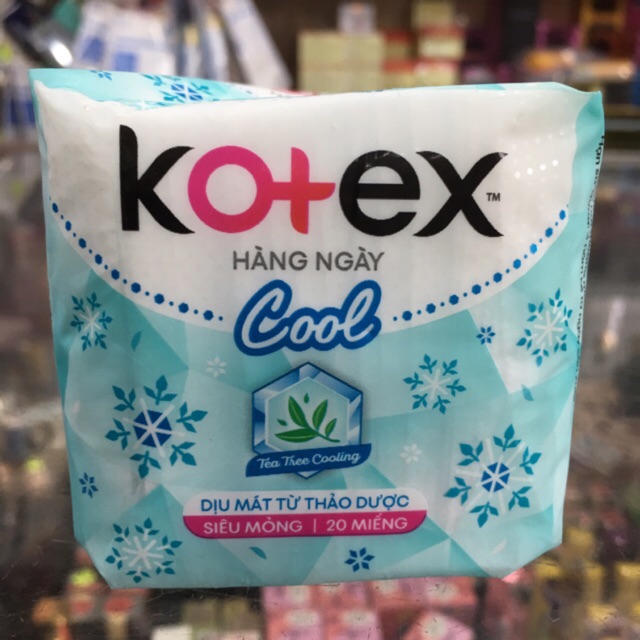 kotex™
HÀNG NGÀY
Cool
Tea Tree Cooling
DỊU MÁT TỪ THẢO DƯỢC
SIÊU MỎNG | 20 MIẾNG